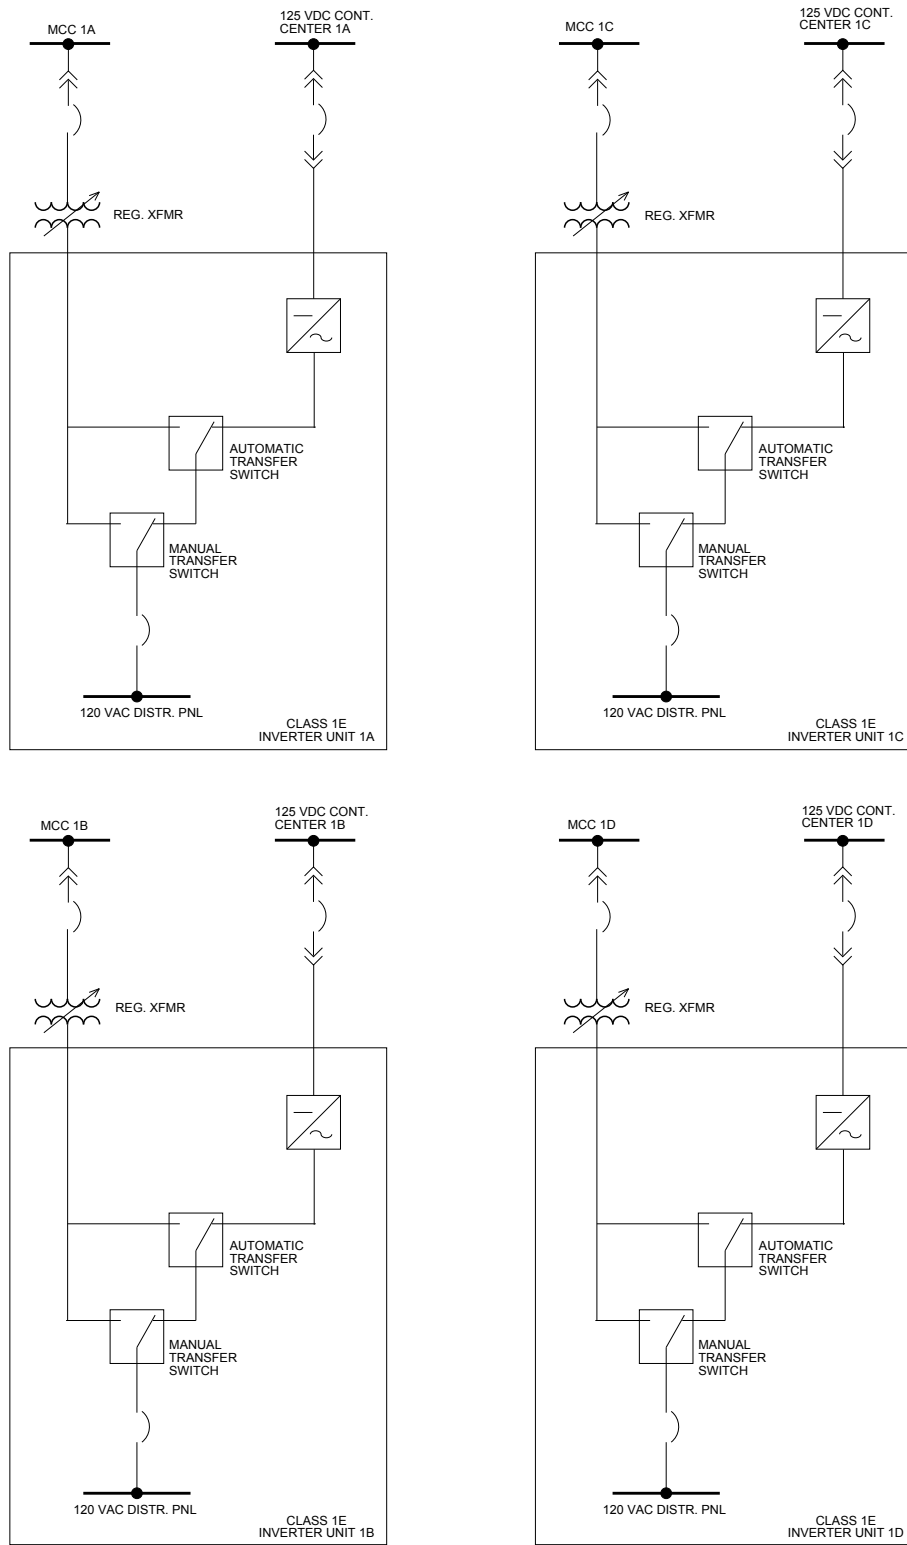 MCC 1A
125 VDC CONT.
CENTER 1A
REG. XFMR
AUTOMATIC
TRANSFER
SWITCH
MANUAL
TRANSFER
SWITCH
120 VAC DISTR. PNL
CLASS 1E
INVERTER UNIT 1A
MCC 1C
125 VDC CONT.
CENTER 1C
REG. XFMR
AUTOMATIC
TRANSFER
SWITCH
MANUAL
TRANSFER
SWITCH
120 VAC DISTR. PNL
CLASS 1E
INVERTER UNIT 1C
MCC 1B
125 VDC CONT.
CENTER 1B
REG. XFMR
AUTOMATIC
TRANSFER
SWITCH
MANUAL
TRANSFER
SWITCH
120 VAC DISTR. PNL
CLASS 1E
INVERTER UNIT 1B
MCC 1D
125 VDC CONT.
CENTER 1D
REG. XFMR
AUTOMATIC
TRANSFER
SWITCH
MANUAL
TRANSFER
SWITCH
120 VAC DISTR. PNL
CLASS 1E
INVERTER UNIT 1D